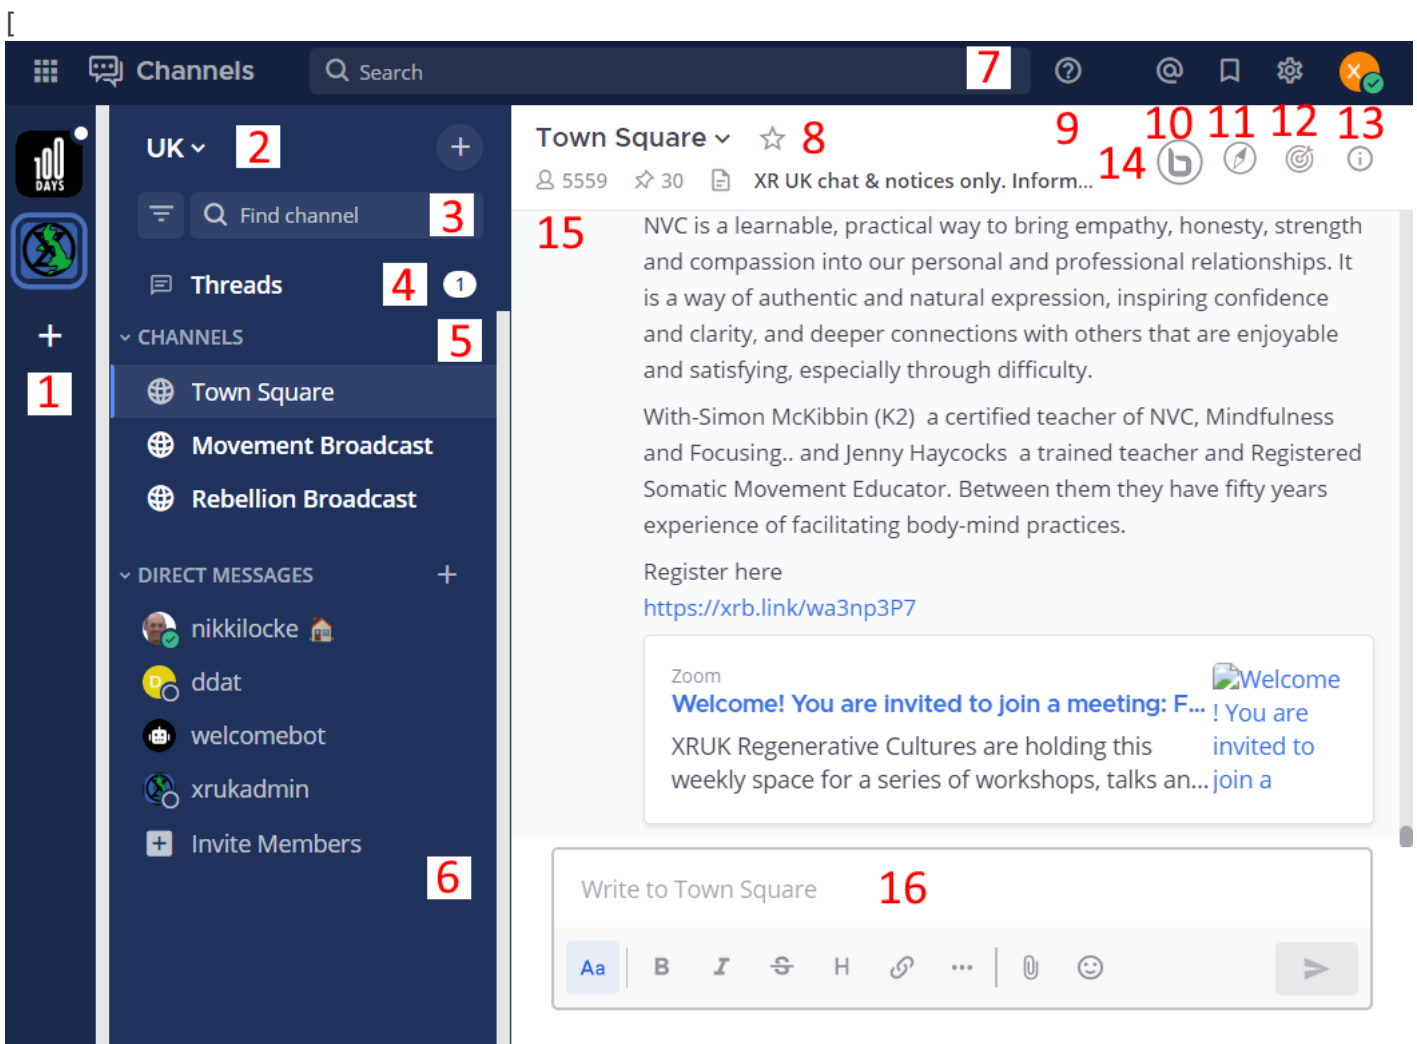 [
Channels
Search
7
100
DAYS
UK
2
Find channel
3
Threads
4
1
CHANNELS
5
1
Town Square
Movement Broadcast
Rebellion Broadcast
DIRECT MESSAGES
nikkilocke
D
ddat
welcomebot
xrukadmin
Invite Members
6
X
Town Square
8
9
10
11
12
13
14
b
5559
30
XR UK chat & notices only. Inform...
15
NVC is a learnable, practical way to bring empathy, honesty, strength
and compassion into our personal and professional relationships. It
is a way of authentic and natural expression, inspiring confidence
and clarity, and deeper connections with others that are enjoyable
and satisfying, especially through difficulty.
With-Simon McKibbin (K2) a certified teacher of NVC, Mindfulness
and Focusing.. and Jenny Haycocks a trained teacher and Registered
Somatic Movement Educator. Between them they have fifty years
experience of facilitating body-mind practices.
Register here
https://xrb.link/wa3np3P7
Zoom
Welcome! You are invited to join a meeting: F...
XRUK Regenerative Cultures are holding this
weekly space for a series of workshops, talks an...
Welcome
! You are
invited to
join a
Write to Town Square
16
Aa
B
I
S
H